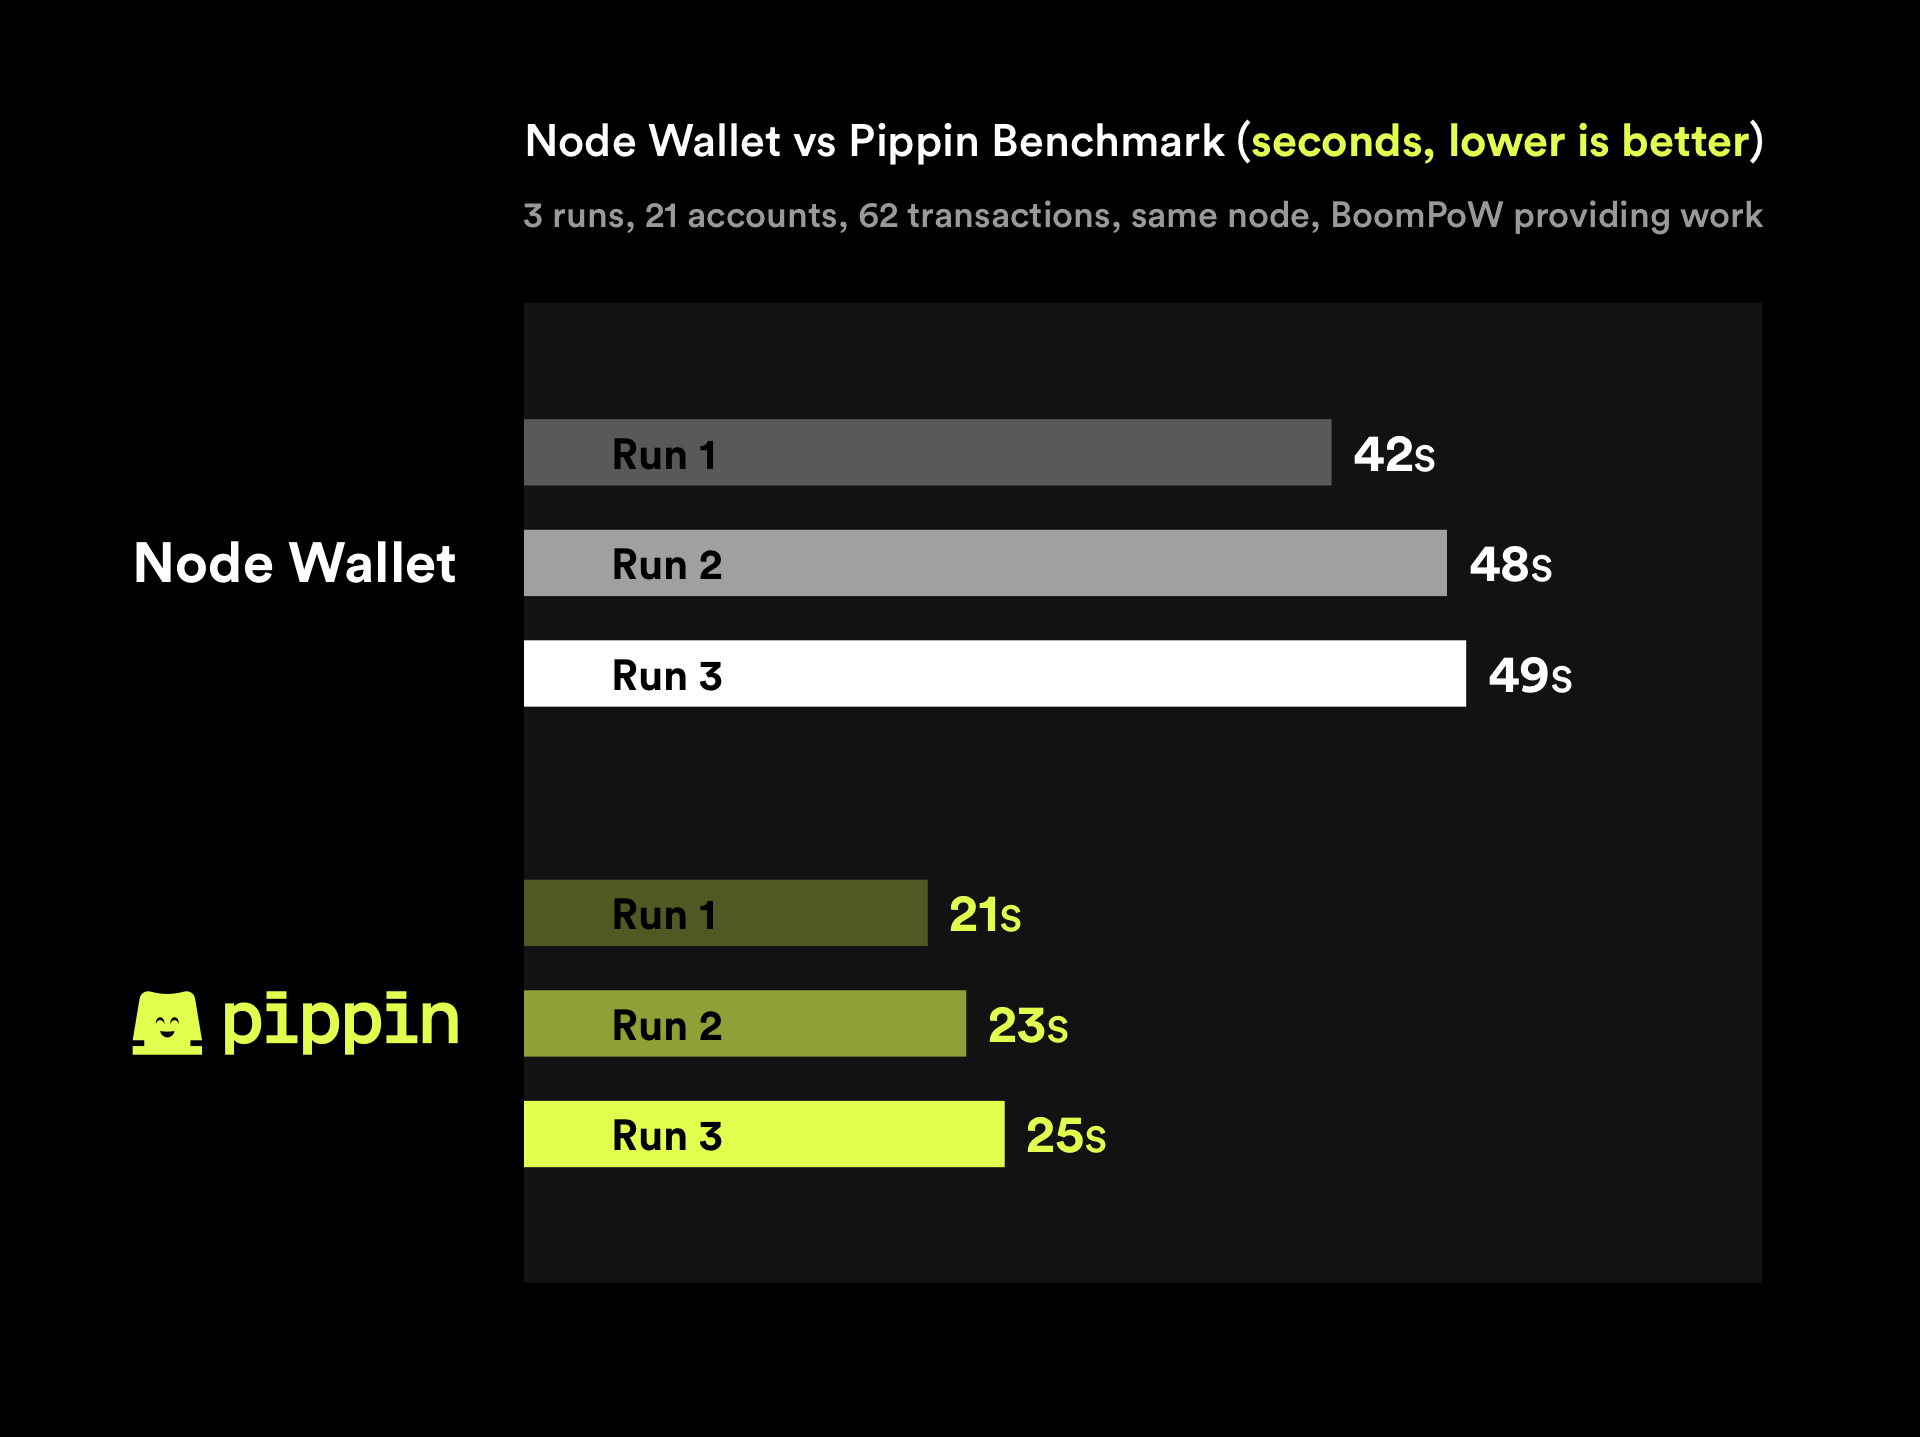 Node Wallet vs Pippin Benchmark (seconds, lower is better)
3 runs, 21 accounts, 62 transactions, same node, BoomPoW providing work
Node Wallet
Run 1 42s
Run 2 48s
Run 3 49s
pippin
Run 1 21s
Run 2 23s
Run 3 25s